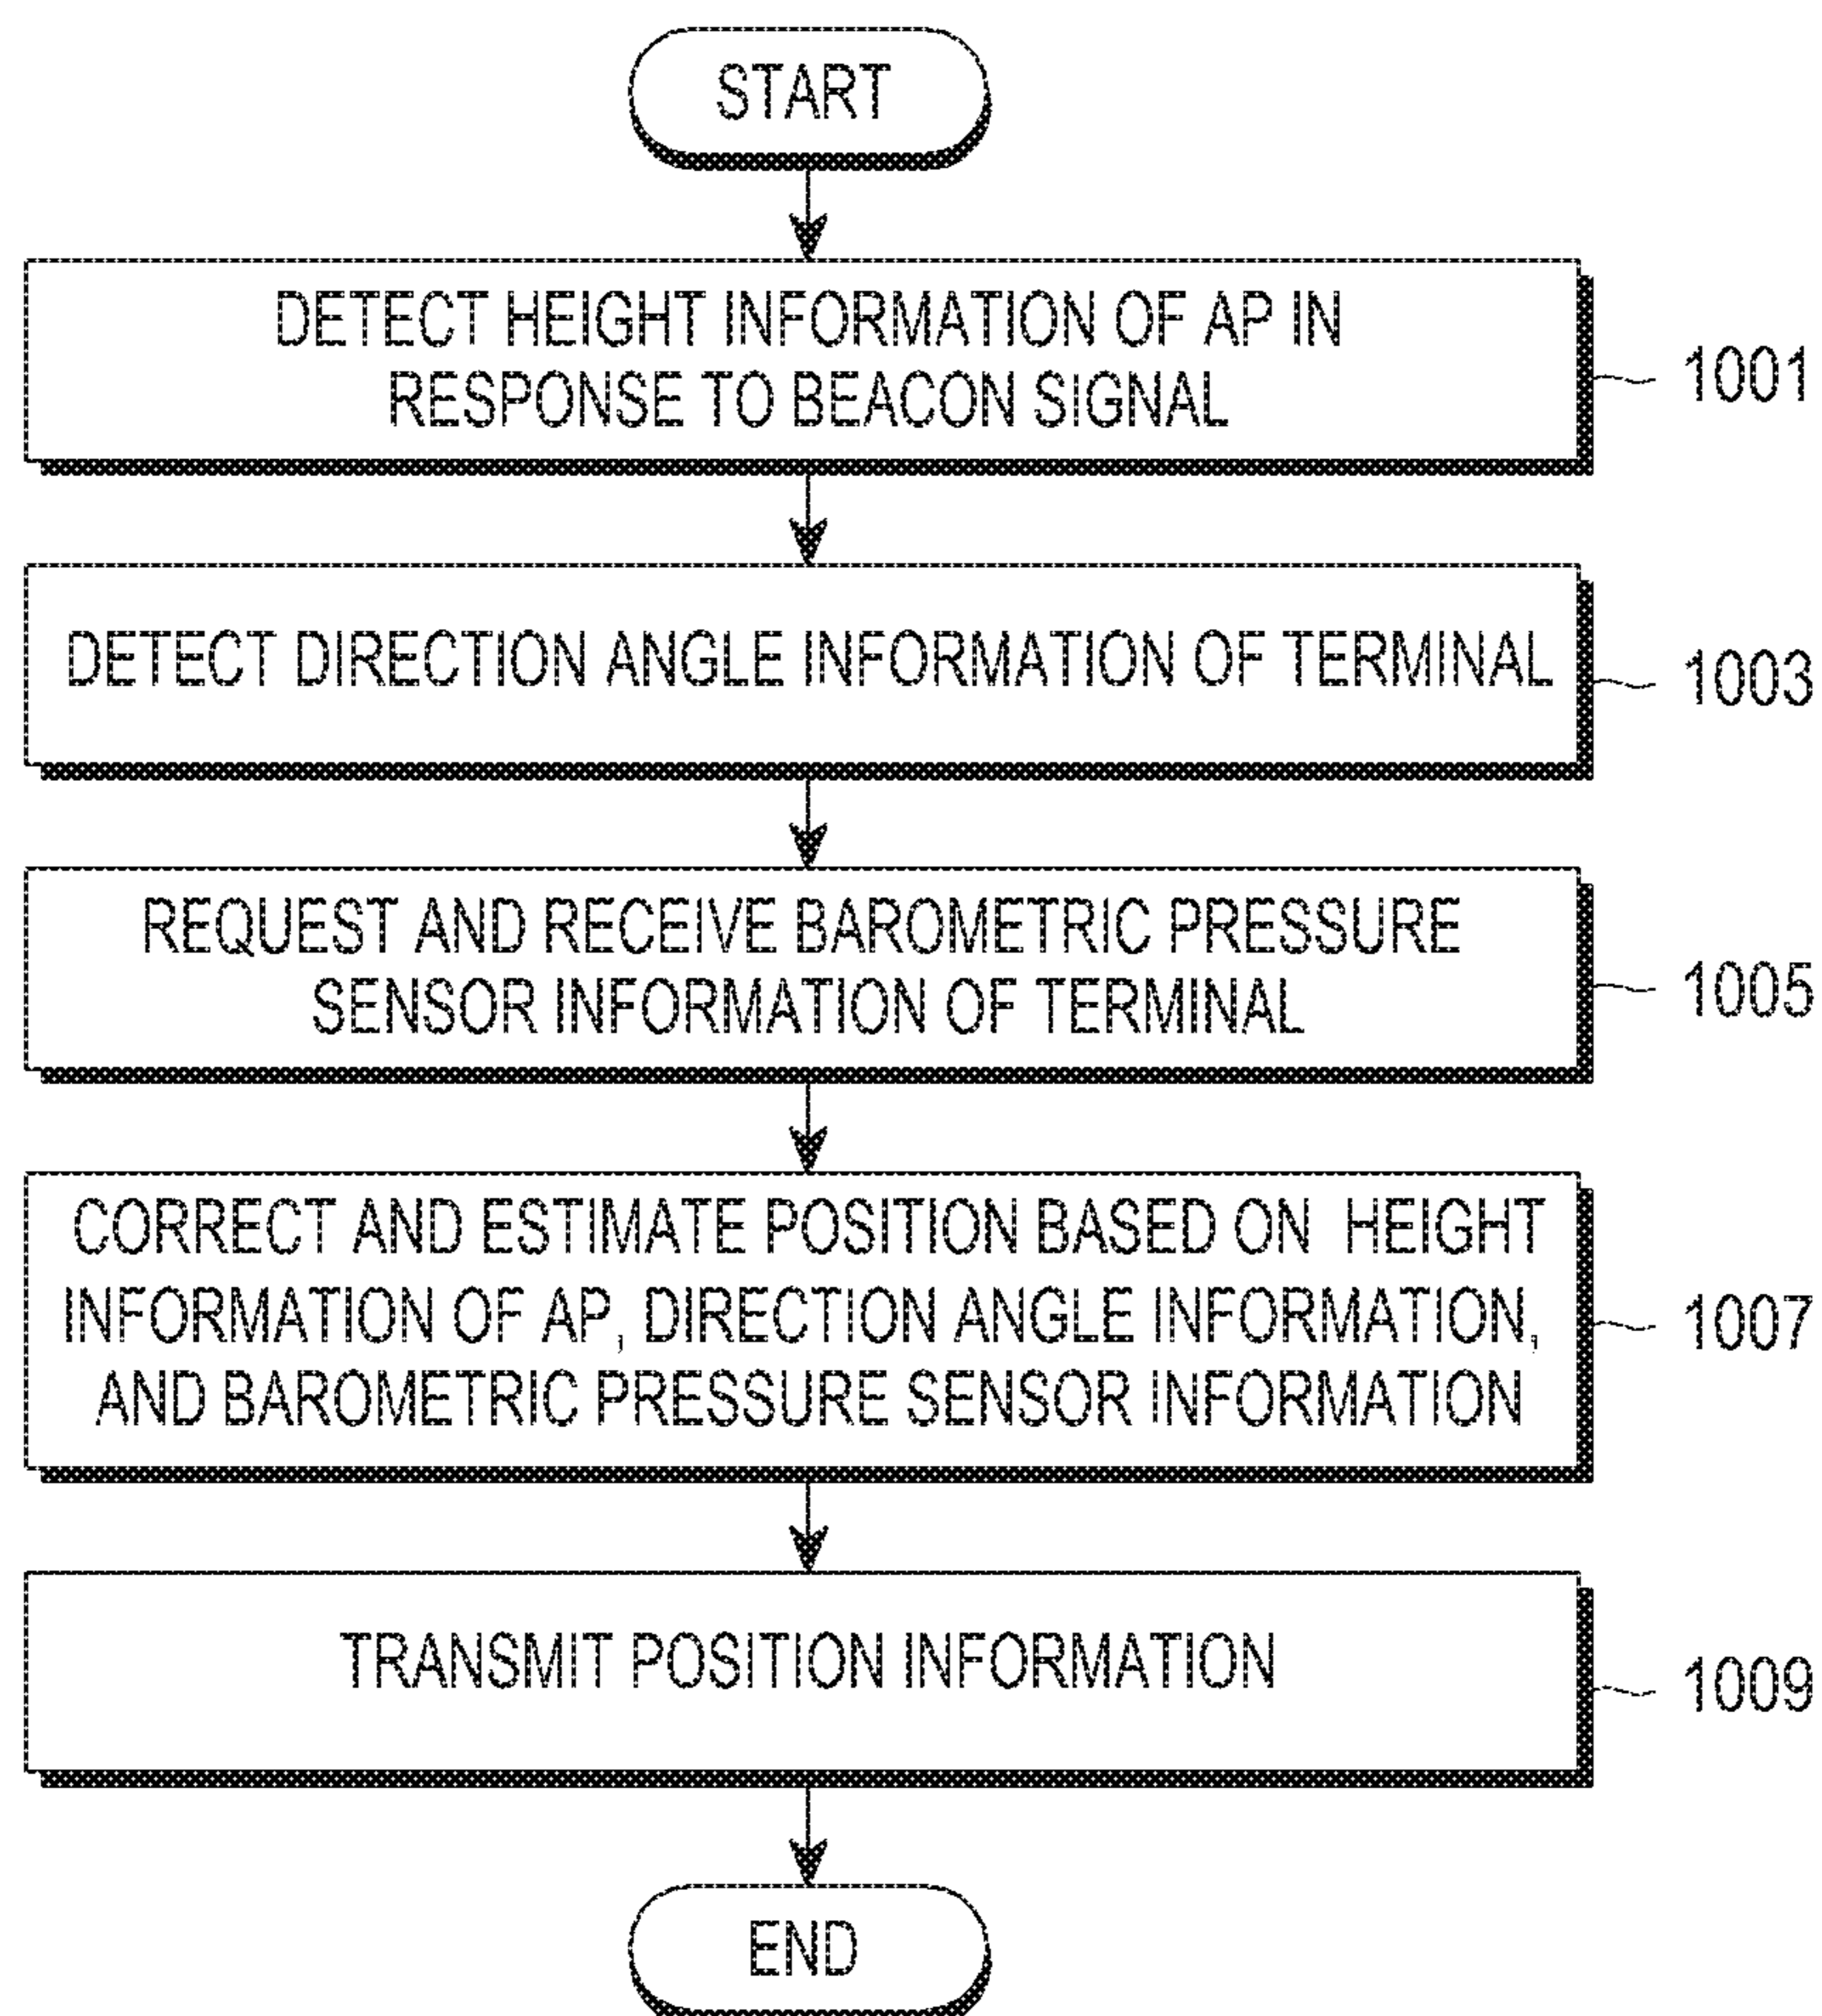 START
DETECT HEIGHT INFORMATION OF AP IN
RESPONSE TO BEACON SIGNAL
1001
DETECT DIRECTION ANGLE INFORMATION OF TERMINAL
1003
REQUEST AND RECEIVE BAROMETRIC PRESSURE
SENSOR INFORMATION OF TERMINAL
1005
CORRECT AND ESTIMATE POSITION BASED ON HEIGHT
INFORMATION OF AP, DIRECTION ANGLE INFORMATION,
AND BAROMETRIC PRESSURE SENSOR INFORMATION
1007
TRANSMIT POSITION INFORMATION
1009
END